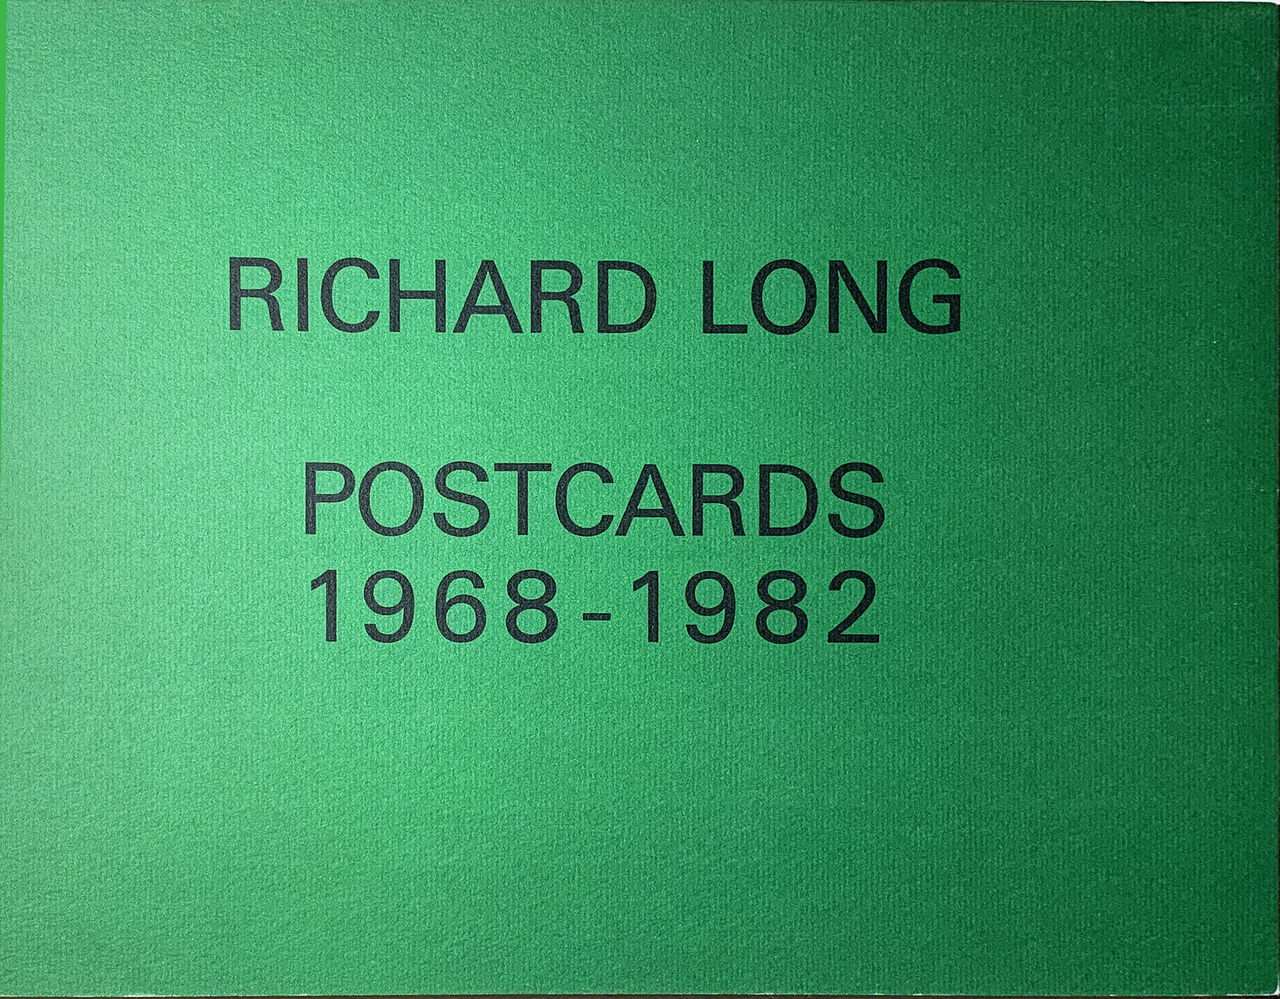 RICHARD LONG
POSTCARDS
1968-1982